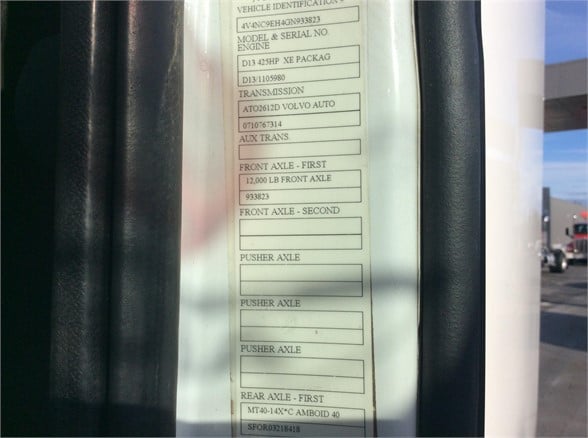 VEHICLE IDENTIFICATION #
4V4NC9EH4GN933823
MODEL & SERIAL NO.
ENGINE
D13 425HP XE PACKAG
D13/1105980
TRANSMISSION
ATO2612D VOLVO AUTO
0710767314
AUX TRANS.
FRONT AXLE - FIRST
12,000 LB FRONT AXLE
933823
FRONT AXLE - SECOND
PUSHER AXLE
PUSHER AXLE
PUSHER AXLE
REAR AXLE - FIRST
MT40-14X*C AMBOID 40
SFOR03218418